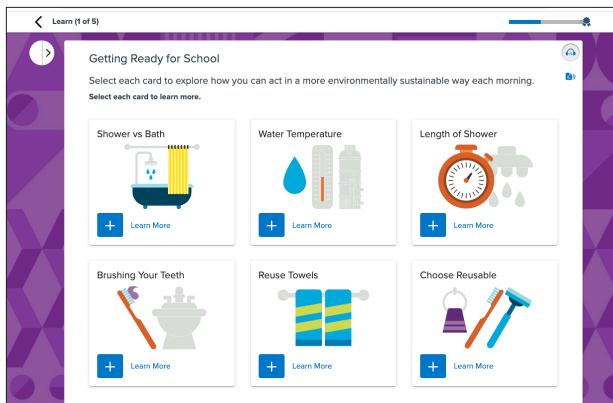 Learn (1 of 5)
Getting Ready for School
Select each card to explore how you can act in a more environmentally sustainable way each morning.
Select each card to learn more.
Shower vs Bath
Learn More
Water Temperature
Learn More
Length of Shower
Learn More
Brushing Your Teeth
Learn More
Reuse Towels
Learn More
Choose Reusable
Learn More